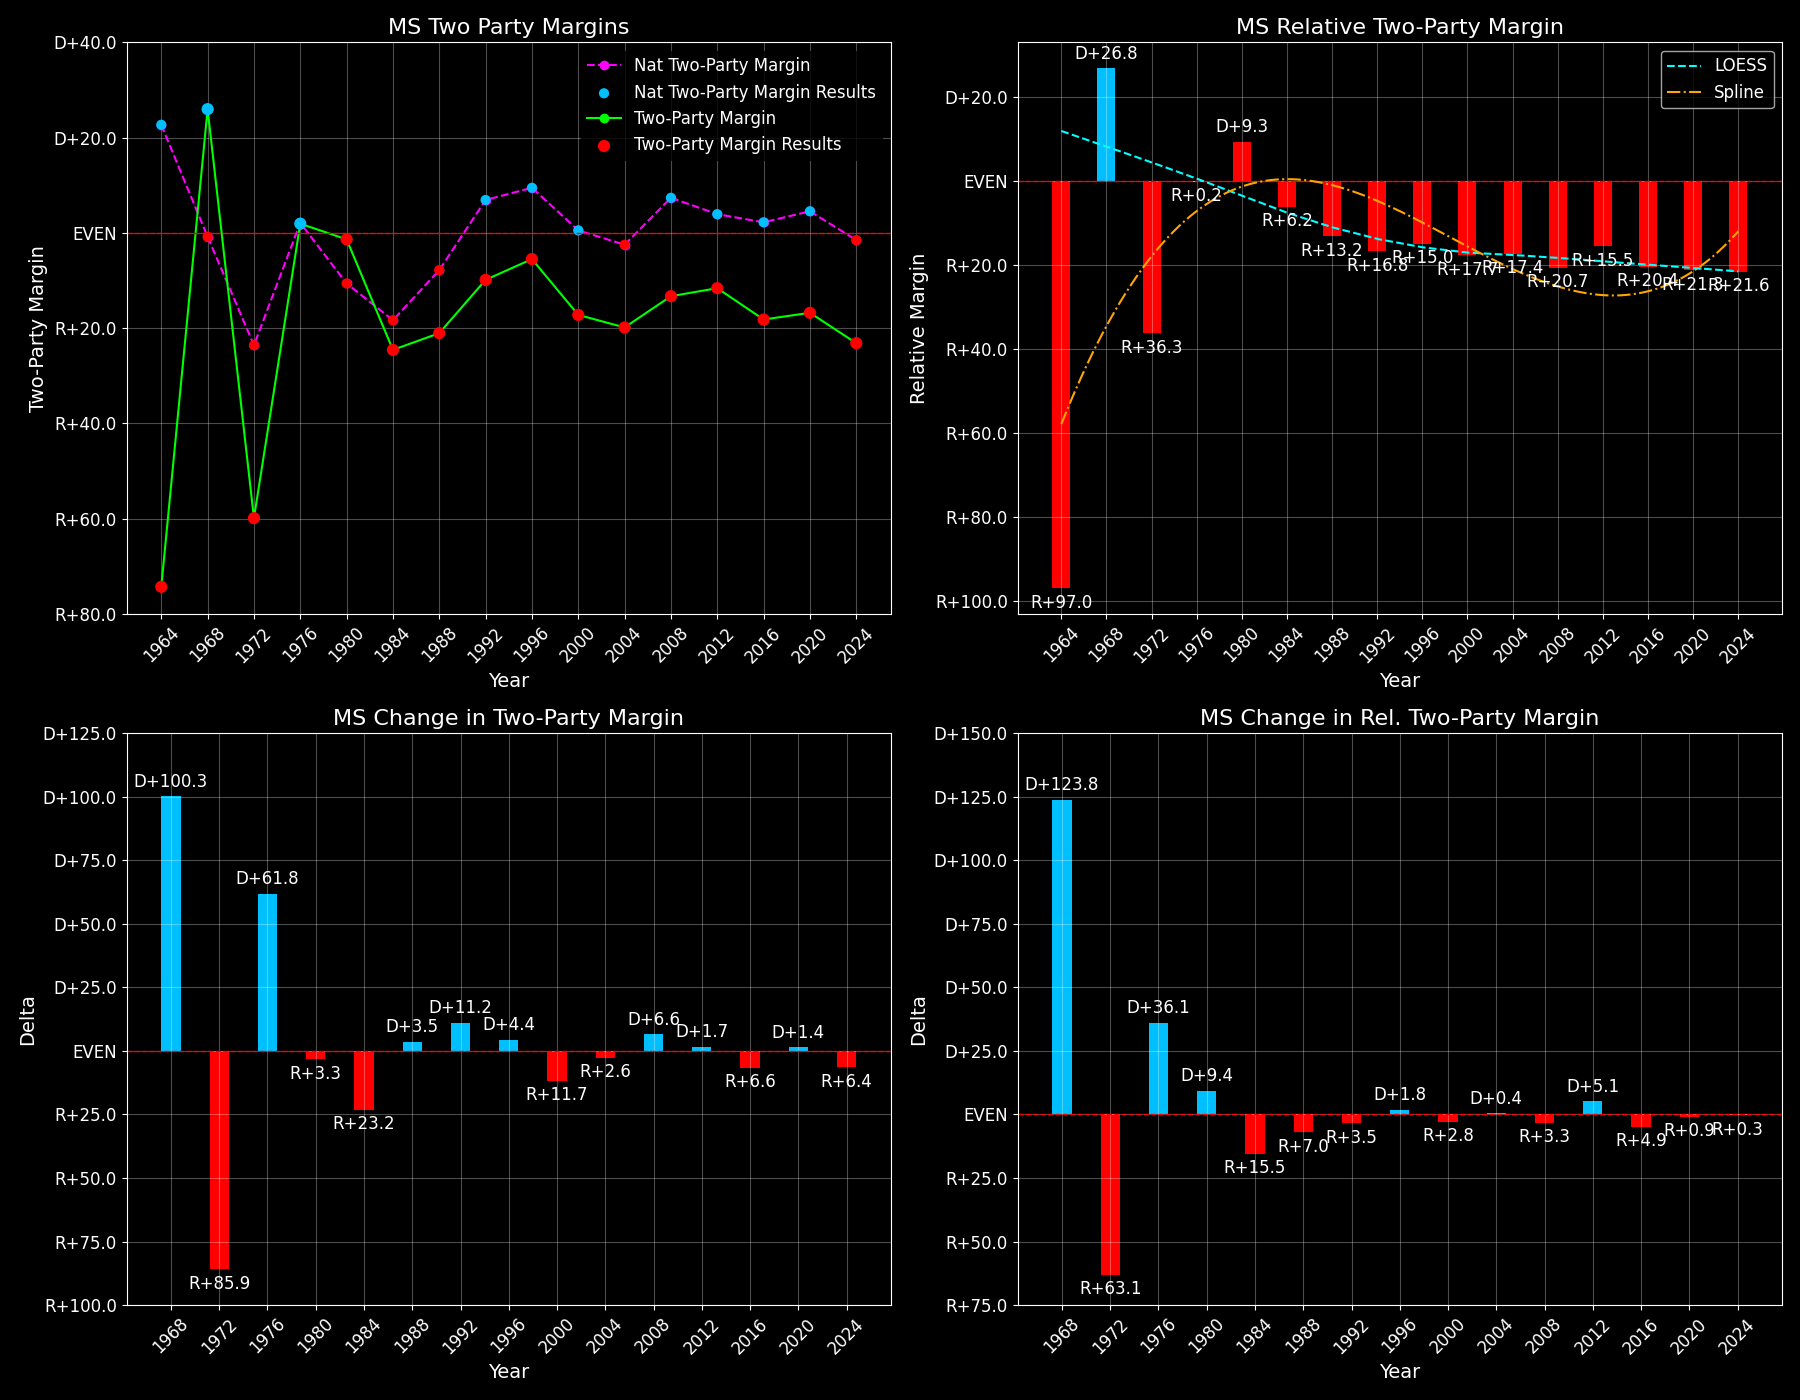 MS Two Party Margins
D+40.0
D+20.0
EVEN
R+20.0
R+40.0
R+60.0
R+80.0
Two-Party Margin
Nat Two-Party Margin
Nat Two-Party Margin Results
Two-Party Margin
Two-Party Margin Results
1964
1968
1972
1976
1980
1984
1988
1992
1996
2000
2004
2008
2012
2016
2020
2024
Year
MS Relative Two-Party Margin
D+20.0
EVEN
R+20.0
R+40.0
R+60.0
R+80.0
R+100.0
Relative Margin
LOESS
Spline
R+97.0
D+26.8
R+36.3
R+0.2
D+9.3
R+6.2
R+13.2
R+16.8
R+15.0
R+17.7
R+17.4
R+20.7
R+15.5
R+20.4
R+21.3
R+21.6
1964
1968
1972
1976
1980
1984
1988
1992
1996
2000
2004
2008
2012
2016
2020
2024
Year
MS Change in Two-Party Margin
D+125.0
D+100.0
D+75.0
D+50.0
D+25.0
EVEN
R+25.0
R+50.0
R+75.0
R+100.0
Delta
D+100.3
R+85.9
D+61.8
R+3.3
R+23.2
D+3.5
D+11.2
D+4.4
R+11.7
R+2.6
D+6.6
D+1.7
R+6.6
D+1.4
R+6.4
1968
1972
1976
1980
1984
1988
1992
1996
2000
2004
2008
2012
2016
2020
2024
Year
MS Change in Rel. Two-Party Margin
D+150.0
D+125.0
D+100.0
D+75.0
D+50.0
D+25.0
EVEN
R+25.0
R+50.0
R+75.0
Delta
D+123.8
R+63.1
D+36.1
D+9.4
R+15.5
R+7.0
R+3.5
D+1.8
R+2.8
D+0.4
R+3.3
D+5.1
R+4.9
R+0.9
R+0.3
1968
1972
1976
1980
1984
1988
1992
1996
2000
2004
2008
2012
2016
2020
2024
Year